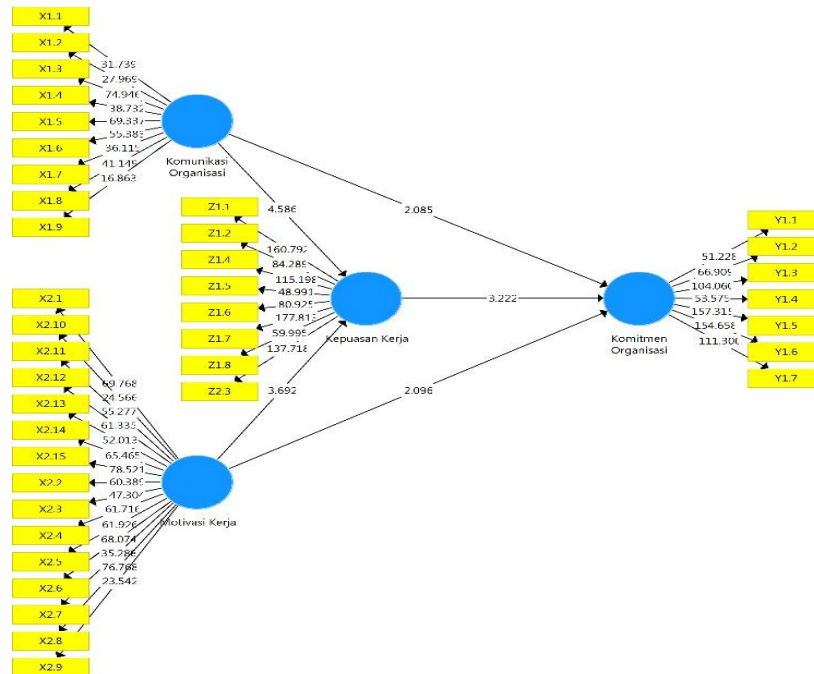 X1.1
X1.2
X1.3
X1.4
X1.5
X1.6
X1.7
X1.8
X1.9
31.739
27.969
74.946
38.732
69.337
55.383
36.115
41.149
16.863
Komunikasi
Organisasi
4.586
2.085
Z1.1
Z1.2
Z1.4
Z1.5
Z1.6
Z1.7
Z1.8
Z2.3
160.792
84.289
115.198
48.991
80.925
177.813
59.995
137.718
Kepuasan Kerja
3.222
3.692
2.096
Komitmen
Organisasi
51.228
66.909
104.060
53.575
157.315
154.658
111.300
Y1.1
Y1.2
Y1.3
Y1.4
Y1.5
Y1.6
Y1.7
X2.1
X2.10
X2.11
X2.12
X2.13
X2.14
X2.15
X2.2
X2.3
X2.4
X2.5
X2.6
X2.7
X2.8
X2.9
69.768
24.566
55.277
61.335
52.013
65.465
78.521
60.389
47.304
61.716
61.926
68.074
35.286
76.768
23.542
Motivasi Kerja